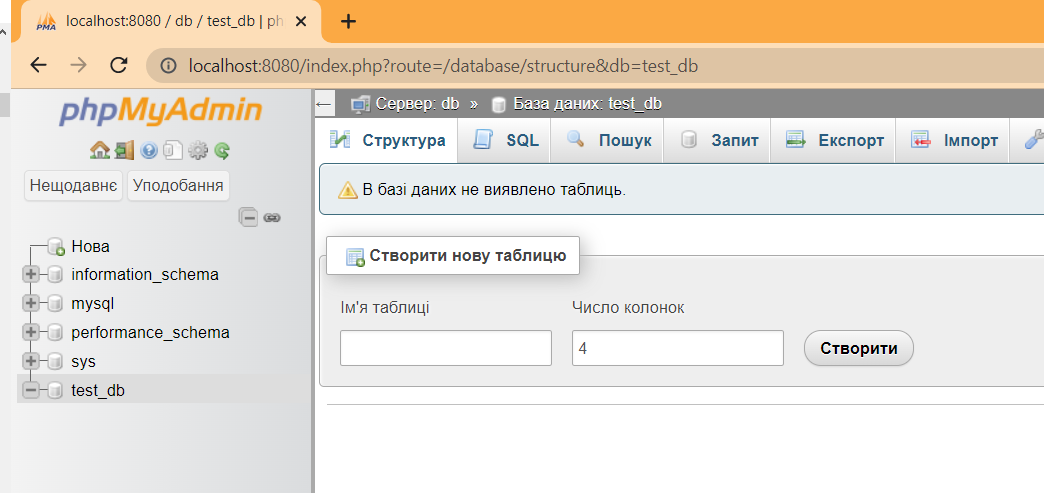 localhost:8080 / db / test_db | ph
localhost:8080/index.php?route=/database/structure&db=test_db
phpMyAdmin
Нещодавнє Уподобання
Нова
information_schema
mysql
performance_schema
sys
test_db
Сервер: db » База даних: test_db
Структура SQL Пошук Запит Експорт Імпорт
В базі даних не виявлено таблиць.
Створити нову таблицю
Ім'я таблиці Число колонок
4 Створити